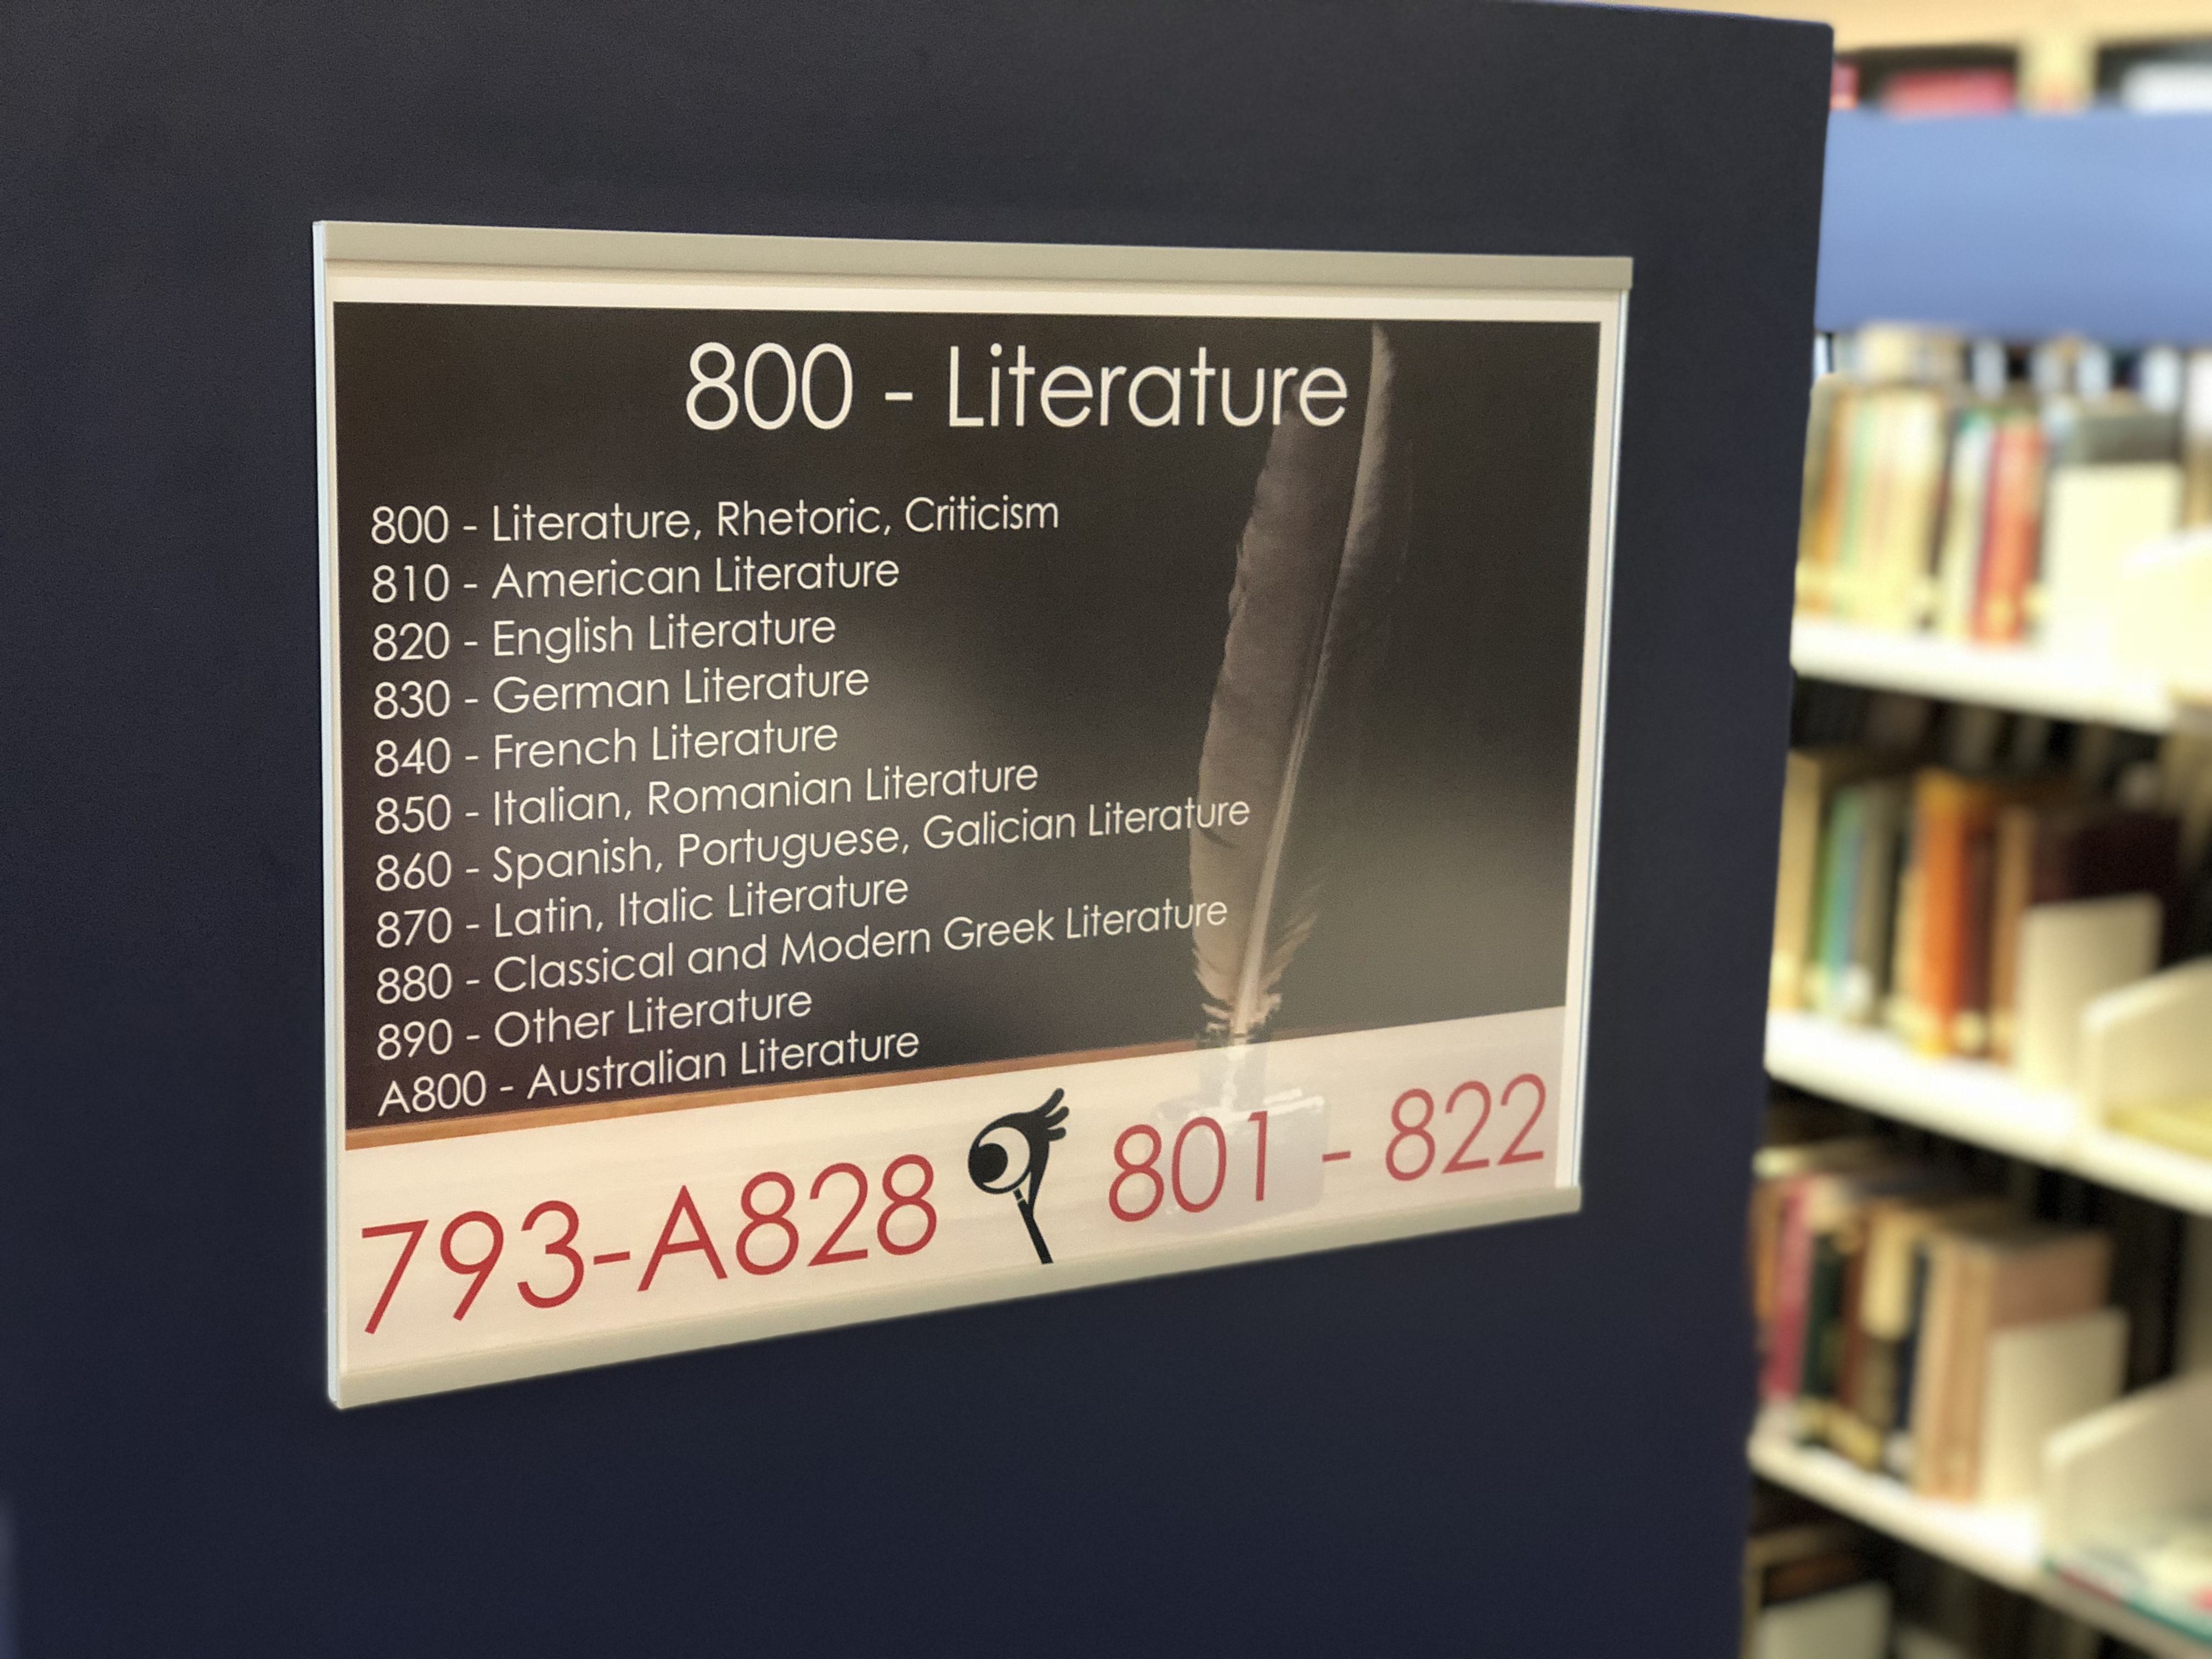 800 - Literature
800 - Literature, Rhetoric, Criticism
810 - American Literature
820 - English Literature
830 - German Literature
840 - French Literature
850 - Italian, Romanian Literature
860 - Spanish, Portuguese, Galician Literature
870 - Latin, Italic Literature
880 - Classical and Modern Greek Literature
890 - Other Literature
A800 - Australian Literature
793-A828 801 - 822